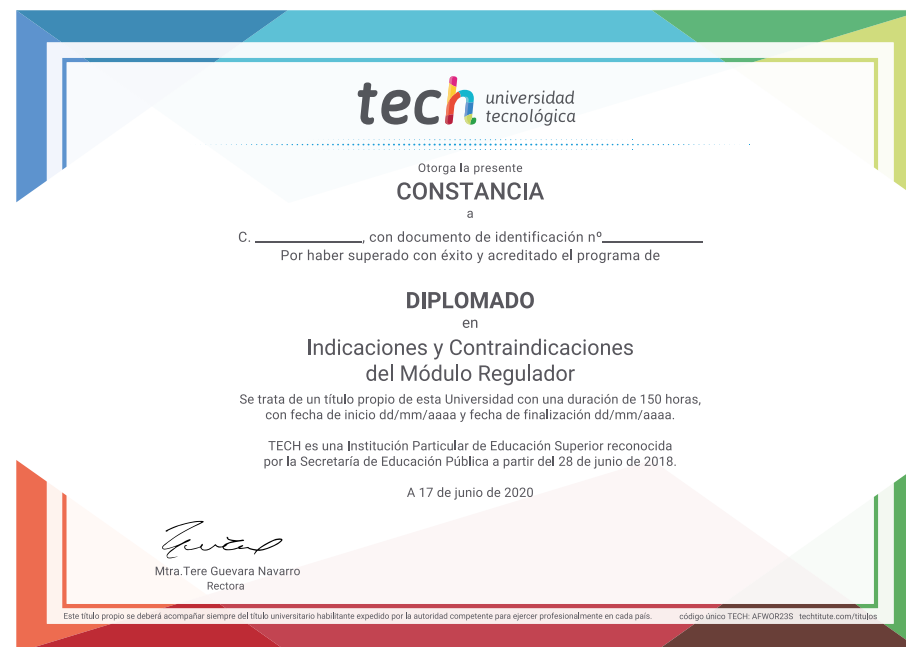 tech universidad
tecnológica
Otorga la presente
CONSTANCIA
a
C. ____________, con documento de identificación nº____________
Por haber superado con éxito y acreditado el programa de
DIPLOMADO
en
Indicaciones y Contraindicaciones
del Módulo Regulador
Se trata de un título propio de esta Universidad con una duración de 150 horas,
con fecha de inicio dd/mm/aaaa y fecha de finalización dd/mm/aaaa.
TECH es una Institución Particular de Educación Superior reconocida
por la Secretaría de Educación Pública a partir del 28 de junio de 2018.
A 17 de junio de 2020
Mtra.Tere Guevara Navarro
Rectora
Este título propio se deberá acompañar siempre del título universitario habilitante expedido por la autoridad competente para ejercer profesionalmente en cada país. código único TECH: AFWOR23S techtitute.com/titulos